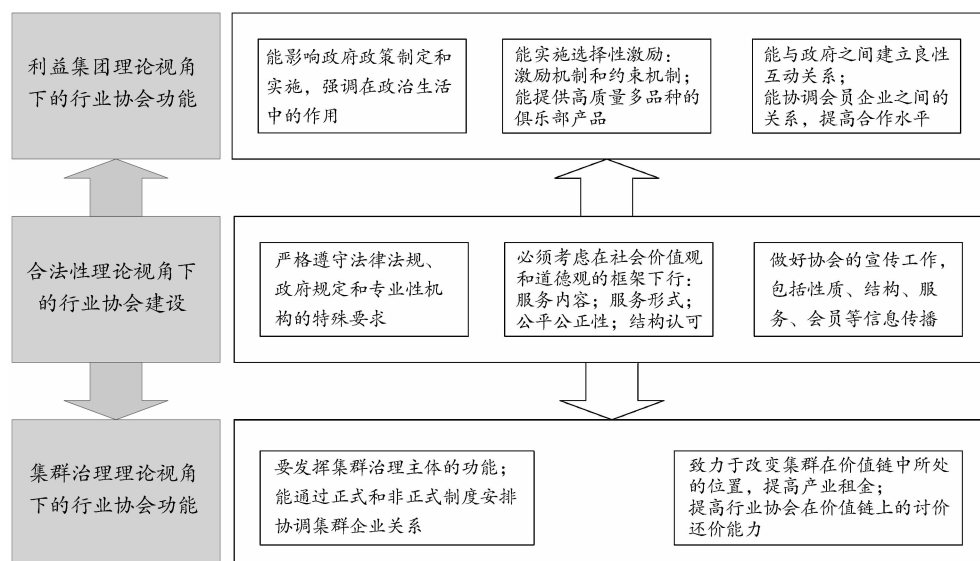 利益集团理论视角
下的行业协会功能
能影响政府政策制定和
实施，强调在政治生活
中的作用
能实施选择性激励：
激励机制和约束机制；
能提供高质量多品种的
俱乐部产品
能与政府之间建立良性
互动关系；
能协调会员企业之间的
关系，提高合作水平
合法性理论视角下
的行业协会建设
严格遵守法律法规、
政府规定和专业性机
构的特殊要求
必须考虑在社会价值观
和道德观的框架下行：
服务内容；服务形式；
公平公正性；结构认可
做好协会的宣传工作，
包括性质、结构、服
务、会员等信息传播
集群治理理论视角
下的行业协会功能
要发挥集群治理主体的功能；
能通过正式和非正式制度安排
协调集群企业关系
致力于改变集群在价值链中所处
的位置，提高产业租金；
提高行业协会在价值链上的讨价
还价能力